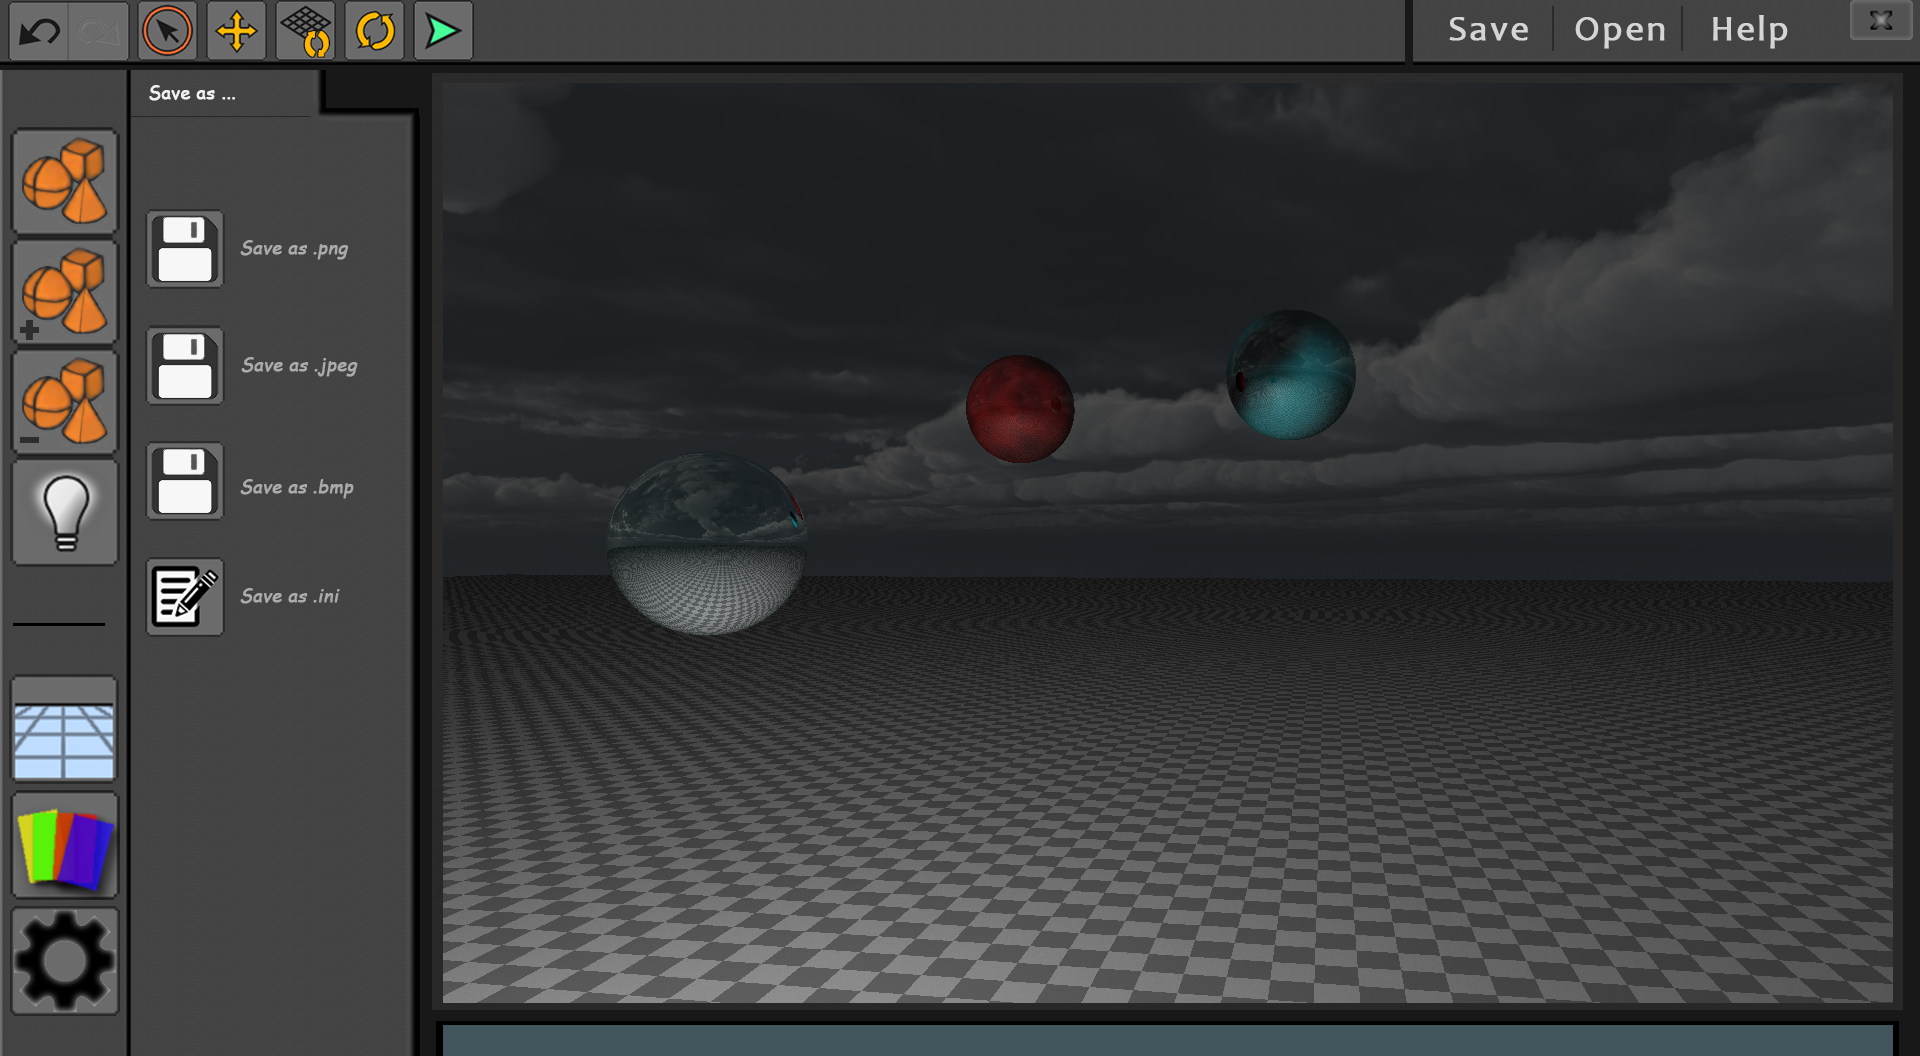 Save Open Help
Save as ...
Save as .png
Save as .jpeg
Save as .bmp
Save as .ini